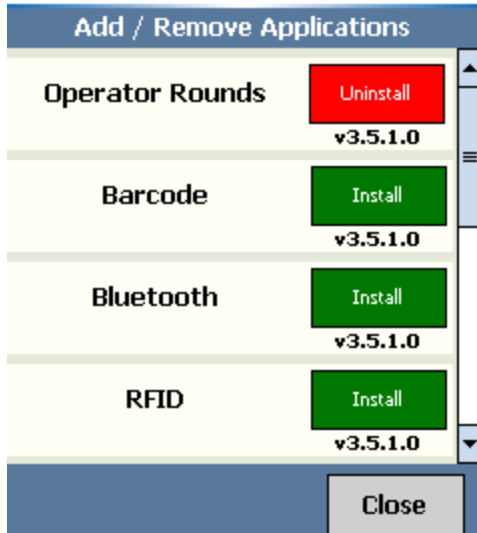 Add / Remove Applications
Operator Rounds
Uninstall
v3.5.1.0
Barcode
Install
v3.5.1.0
Bluetooth
Install
v3.5.1.0
RFID
Install
v3.5.1.0
Close